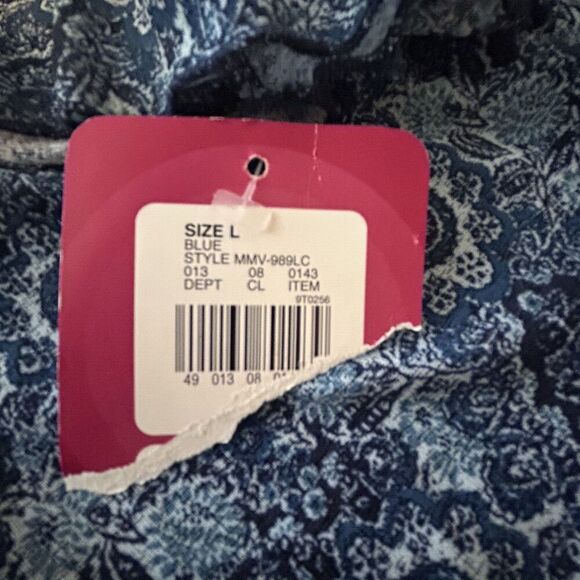 SIZE L
BLUE
STYLE MMV-989LC
013 08 0143
DEPT CL ITEM
9T0256
49 013 08